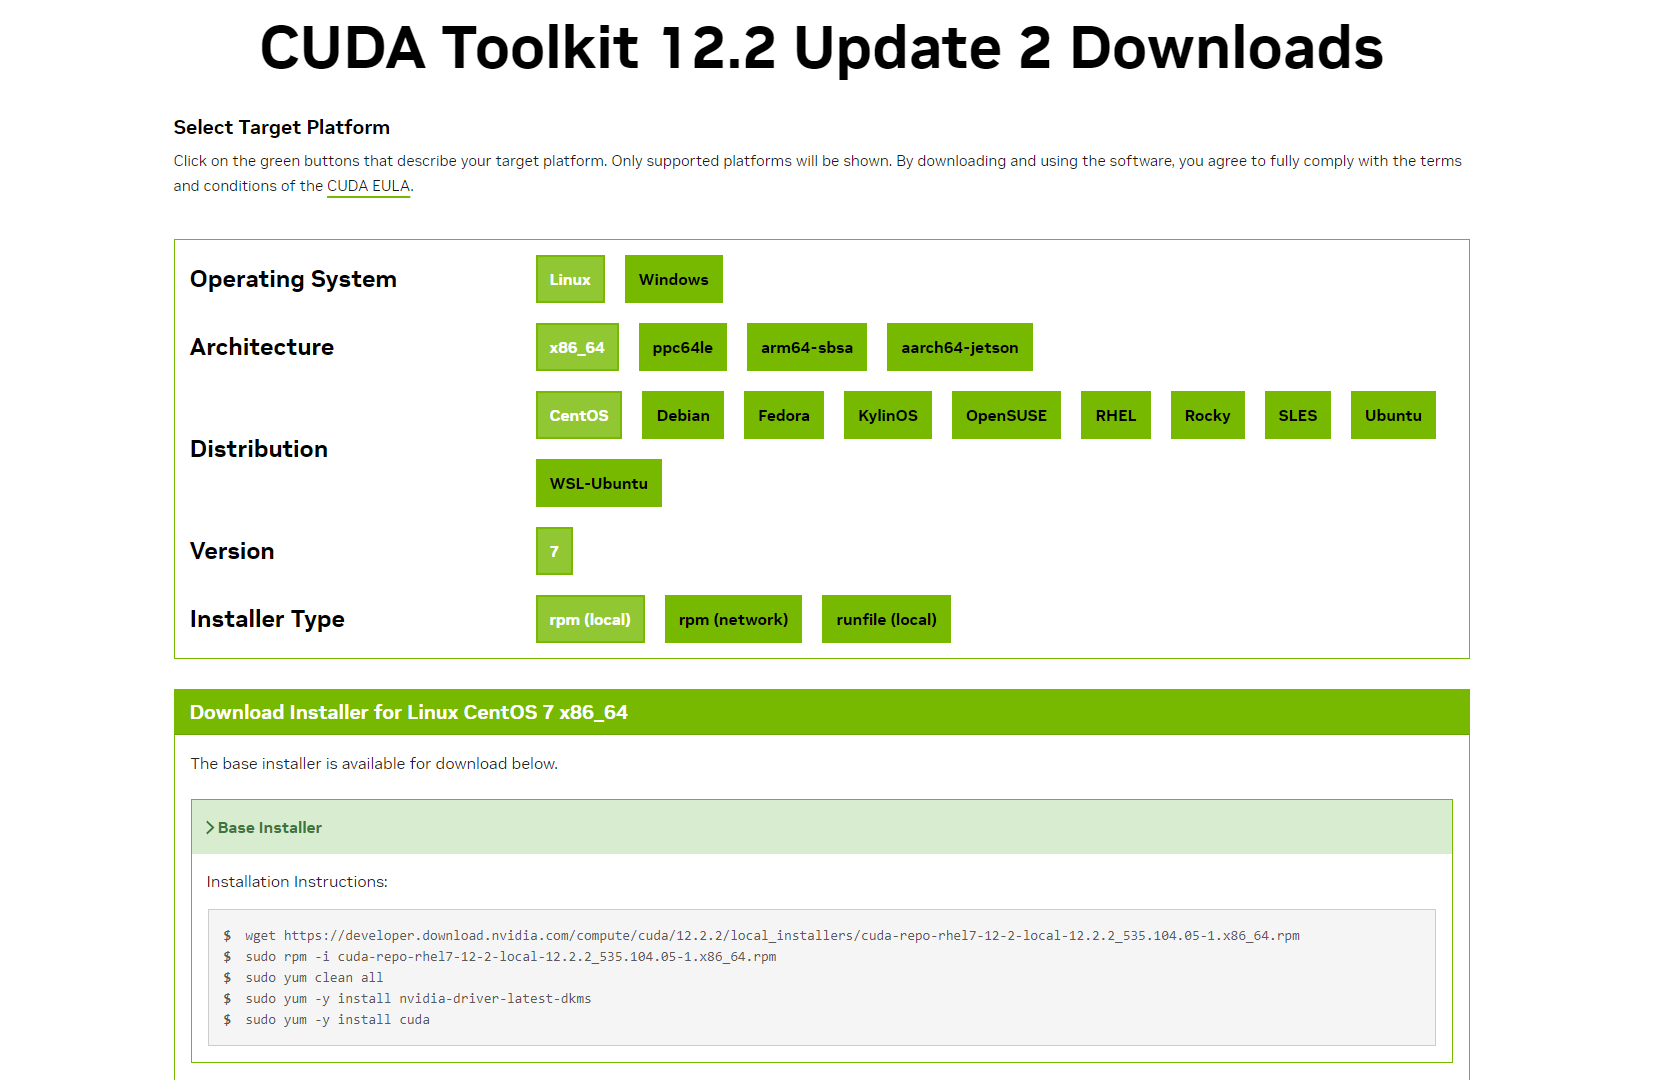 CUDA Toolkit 12.2 Update 2 Downloads
Select Target Platform
Click on the green buttons that describe your target platform. Only supported platforms will be shown. By downloading and using the software, you agree to fully comply with the terms
and conditions of the CUDA EULA.
Operating System Linux Windows
Architecture x86_64 ppc64le arm64-sbsa aarch64-jetson
Distribution CentOS Debian Fedora KylinOS OpenSUSE RHEL Rocky SLES Ubuntu
WSL-Ubuntu
Version 7
Installer Type rpm (local) rpm (network) runfile (local)
Download Installer for Linux CentOS 7 x86_64
The base installer is available for download below.
Base Installer
Installation Instructions:
$ wget https://developer.download.nvidia.com/compute/cuda/12.2.2/local_installers/cuda-repo-rhel7-12-2-local-12.2.2_535.104.05-1.x86_64.rpm
$ sudo rpm -i cuda-repo-rhel7-12-2-local-12.2.2_535.104.05-1.x86_64.rpm
$ sudo yum clean all
$ sudo yum -y install nvidia-driver-latest-dkms
$ sudo yum -y install cuda